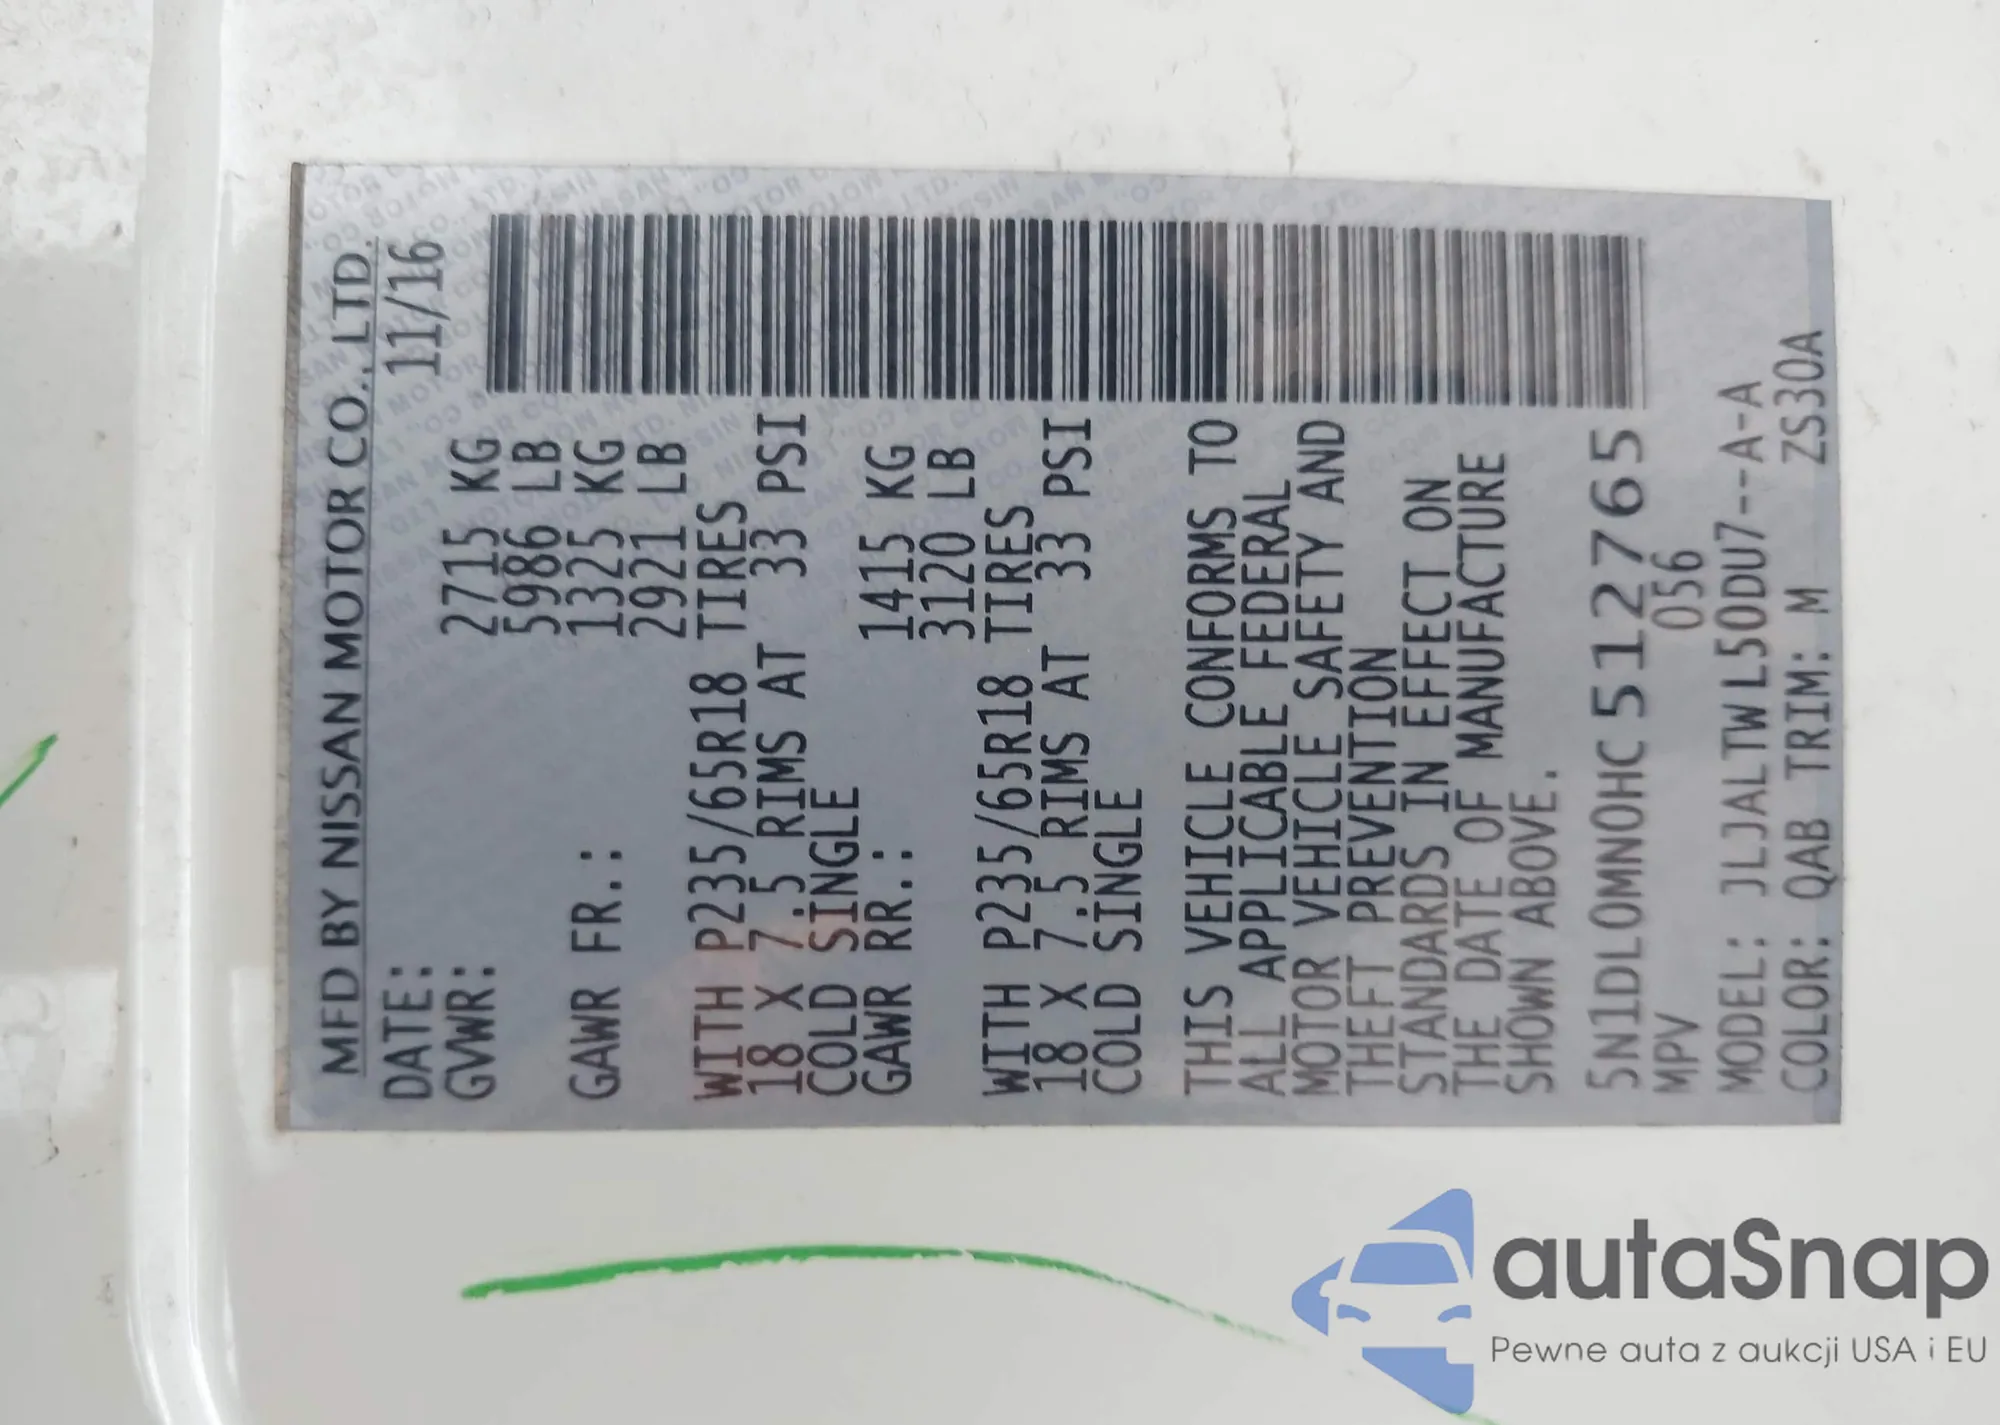 MFD BY NISSAN MOTOR CO., LTD.
DATE: 11/16
GVWR: 2715 KG
5986 LB
GAWR FR.: 1325 KG
2921 LB
WITH P235/65R18 TIRES
18 X 7.5 RIMS AT 33 PSI
COLD SINGLE
GAWR RR.: 1415 KG
3120 LB
WITH P235/65R18 TIRES
18 X 7.5 RIMS AT 33 PSI
COLD SINGLE
THIS VEHICLE CONFORMS TO
ALL APPLICABLE FEDERAL
MOTOR VEHICLE SAFETY AND
THEFT PREVENTION
STANDARDS IN EFFECT ON
THE DATE OF MANUFACTURE
SHOWN ABOVE.
5N1DL0MN0HC512765
MPV 056
MODEL: JLJALTWL50DU7--A-A
COLOR: QAB TRIM: M ZS30A
autaSnap
Pewne auta z aukcji USA i EU